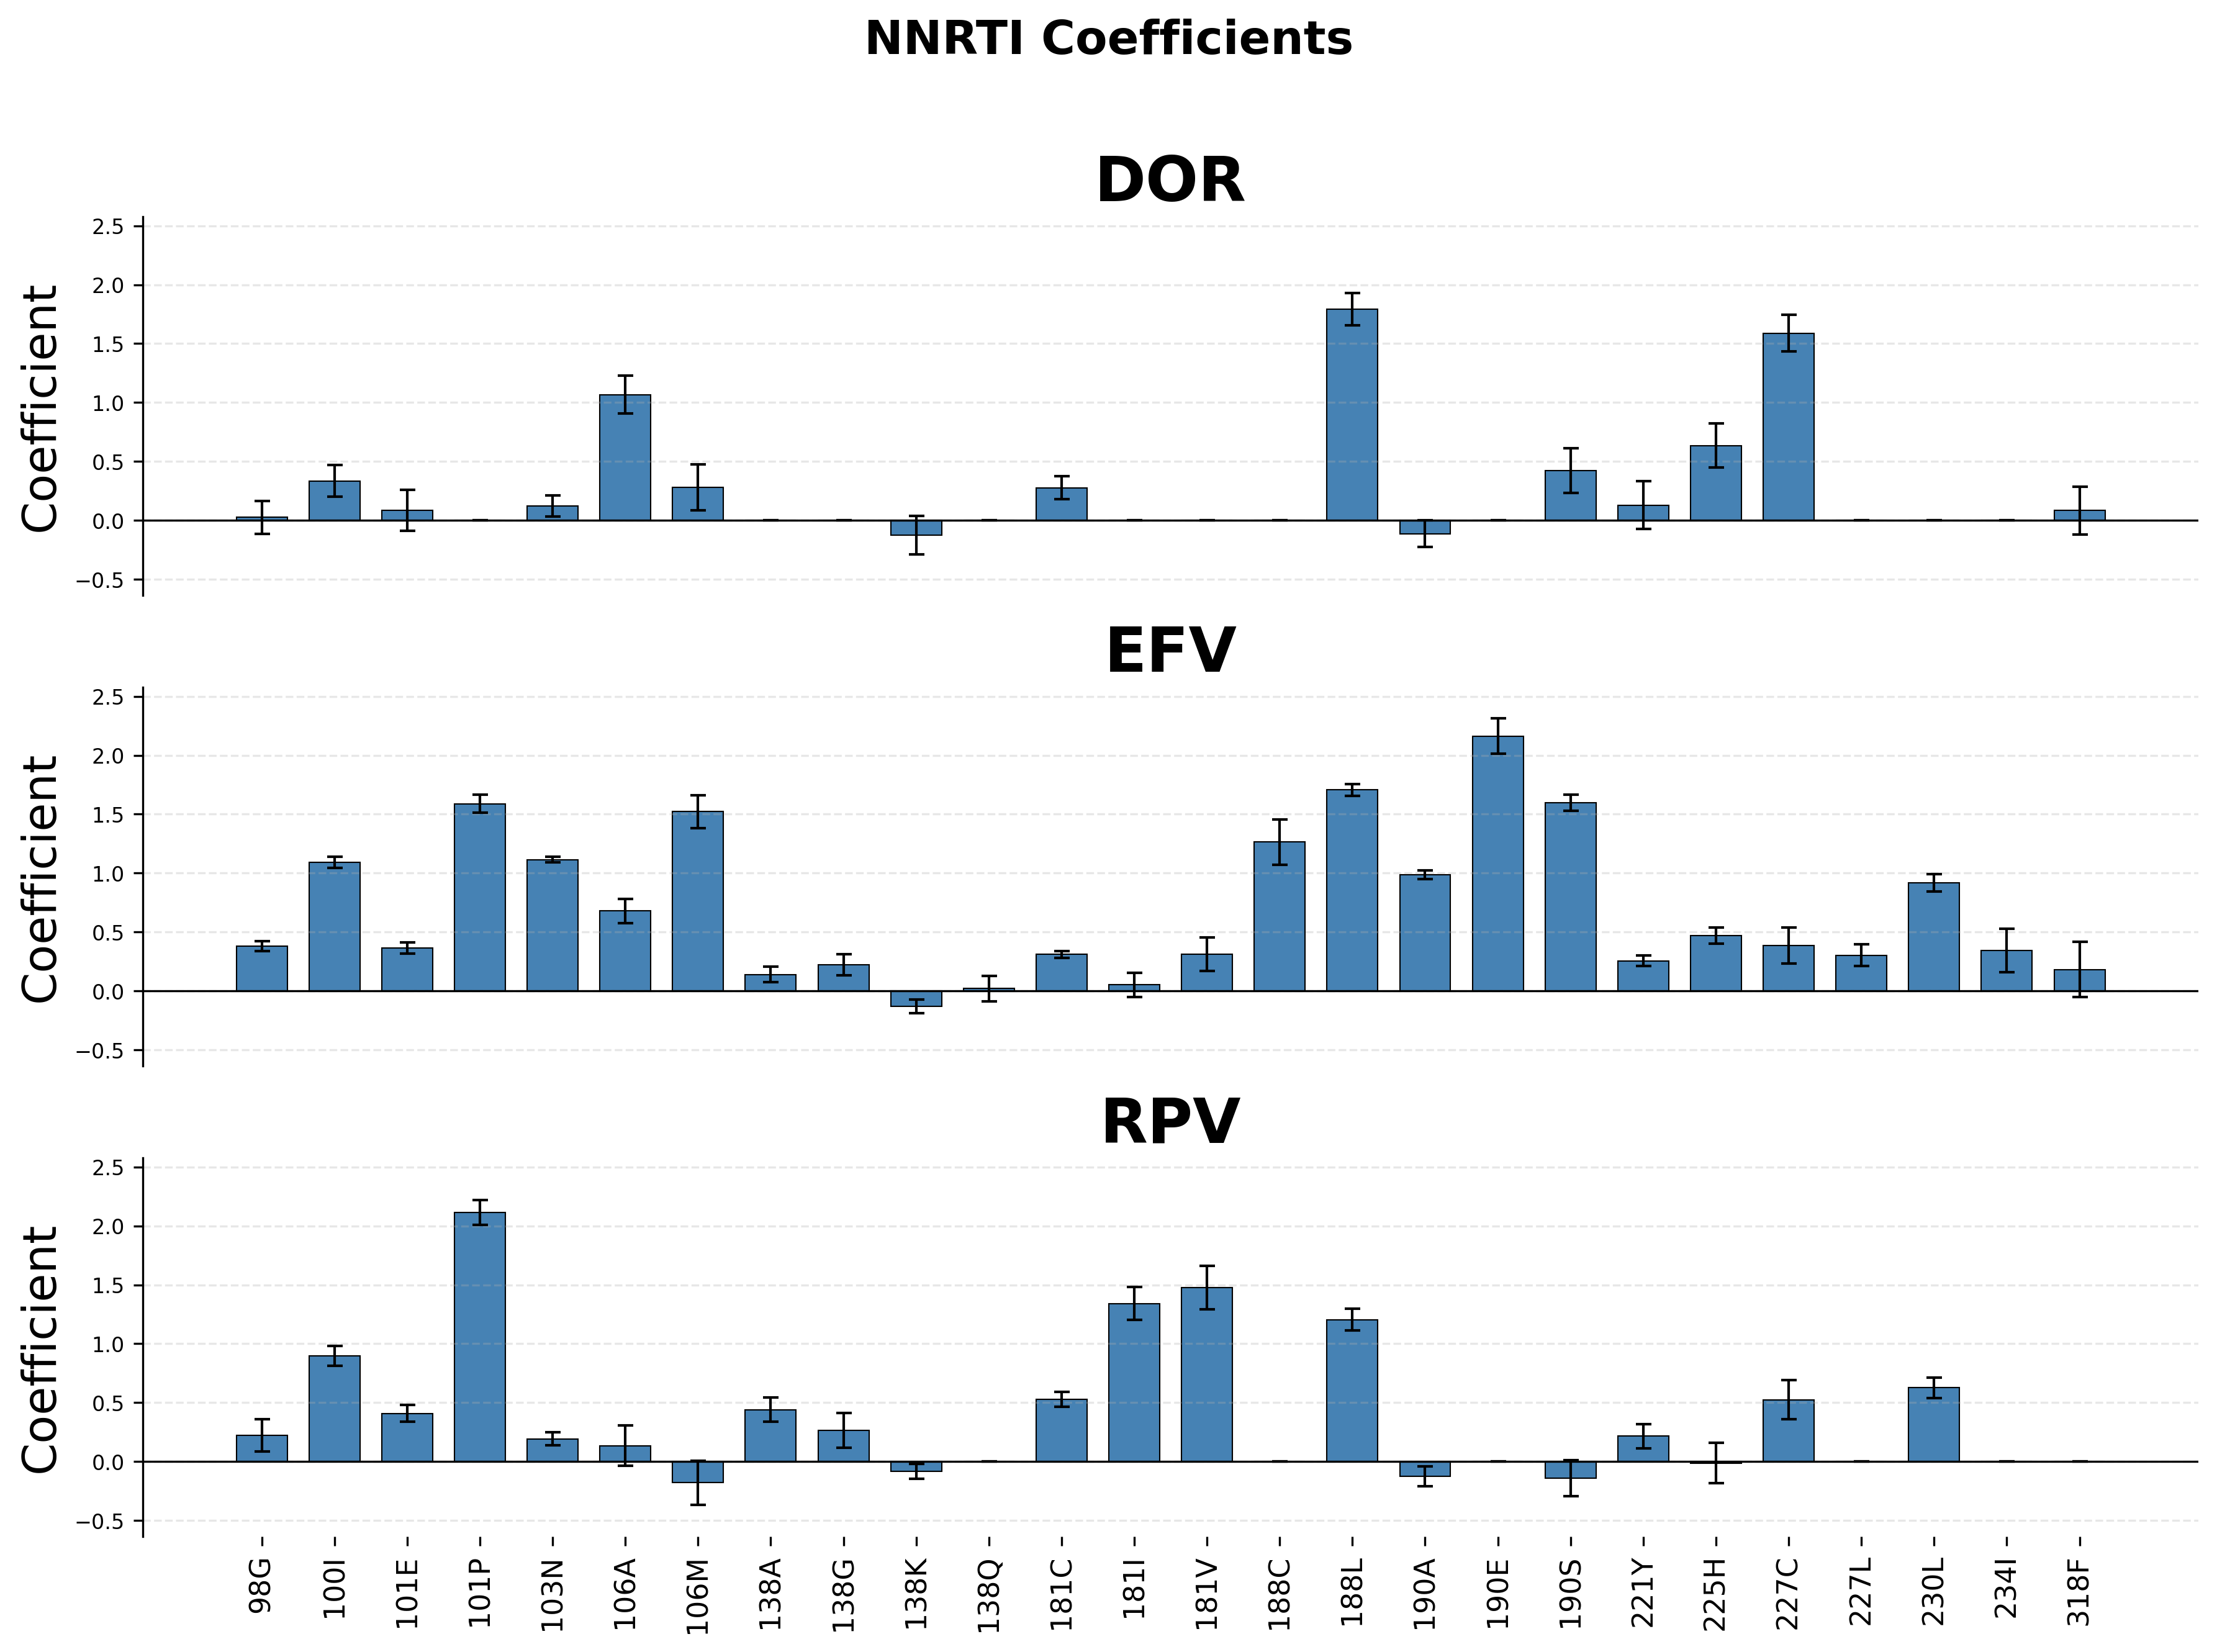 NNRTI Coefficients
DOR
Coefficient
2.5
2.0
1.5
1.0
0.5
0.0
−0.5
EFV
Coefficient
2.5
2.0
1.5
1.0
0.5
0.0
−0.5
RPV
Coefficient
2.5
2.0
1.5
1.0
0.5
0.0
−0.5
98G
100I
101E
101P
103N
106A
106M
138A
138G
138K
138Q
181C
181I
181V
188C
188L
190A
190E
190S
221Y
225H
227C
227L
230L
234I
318F